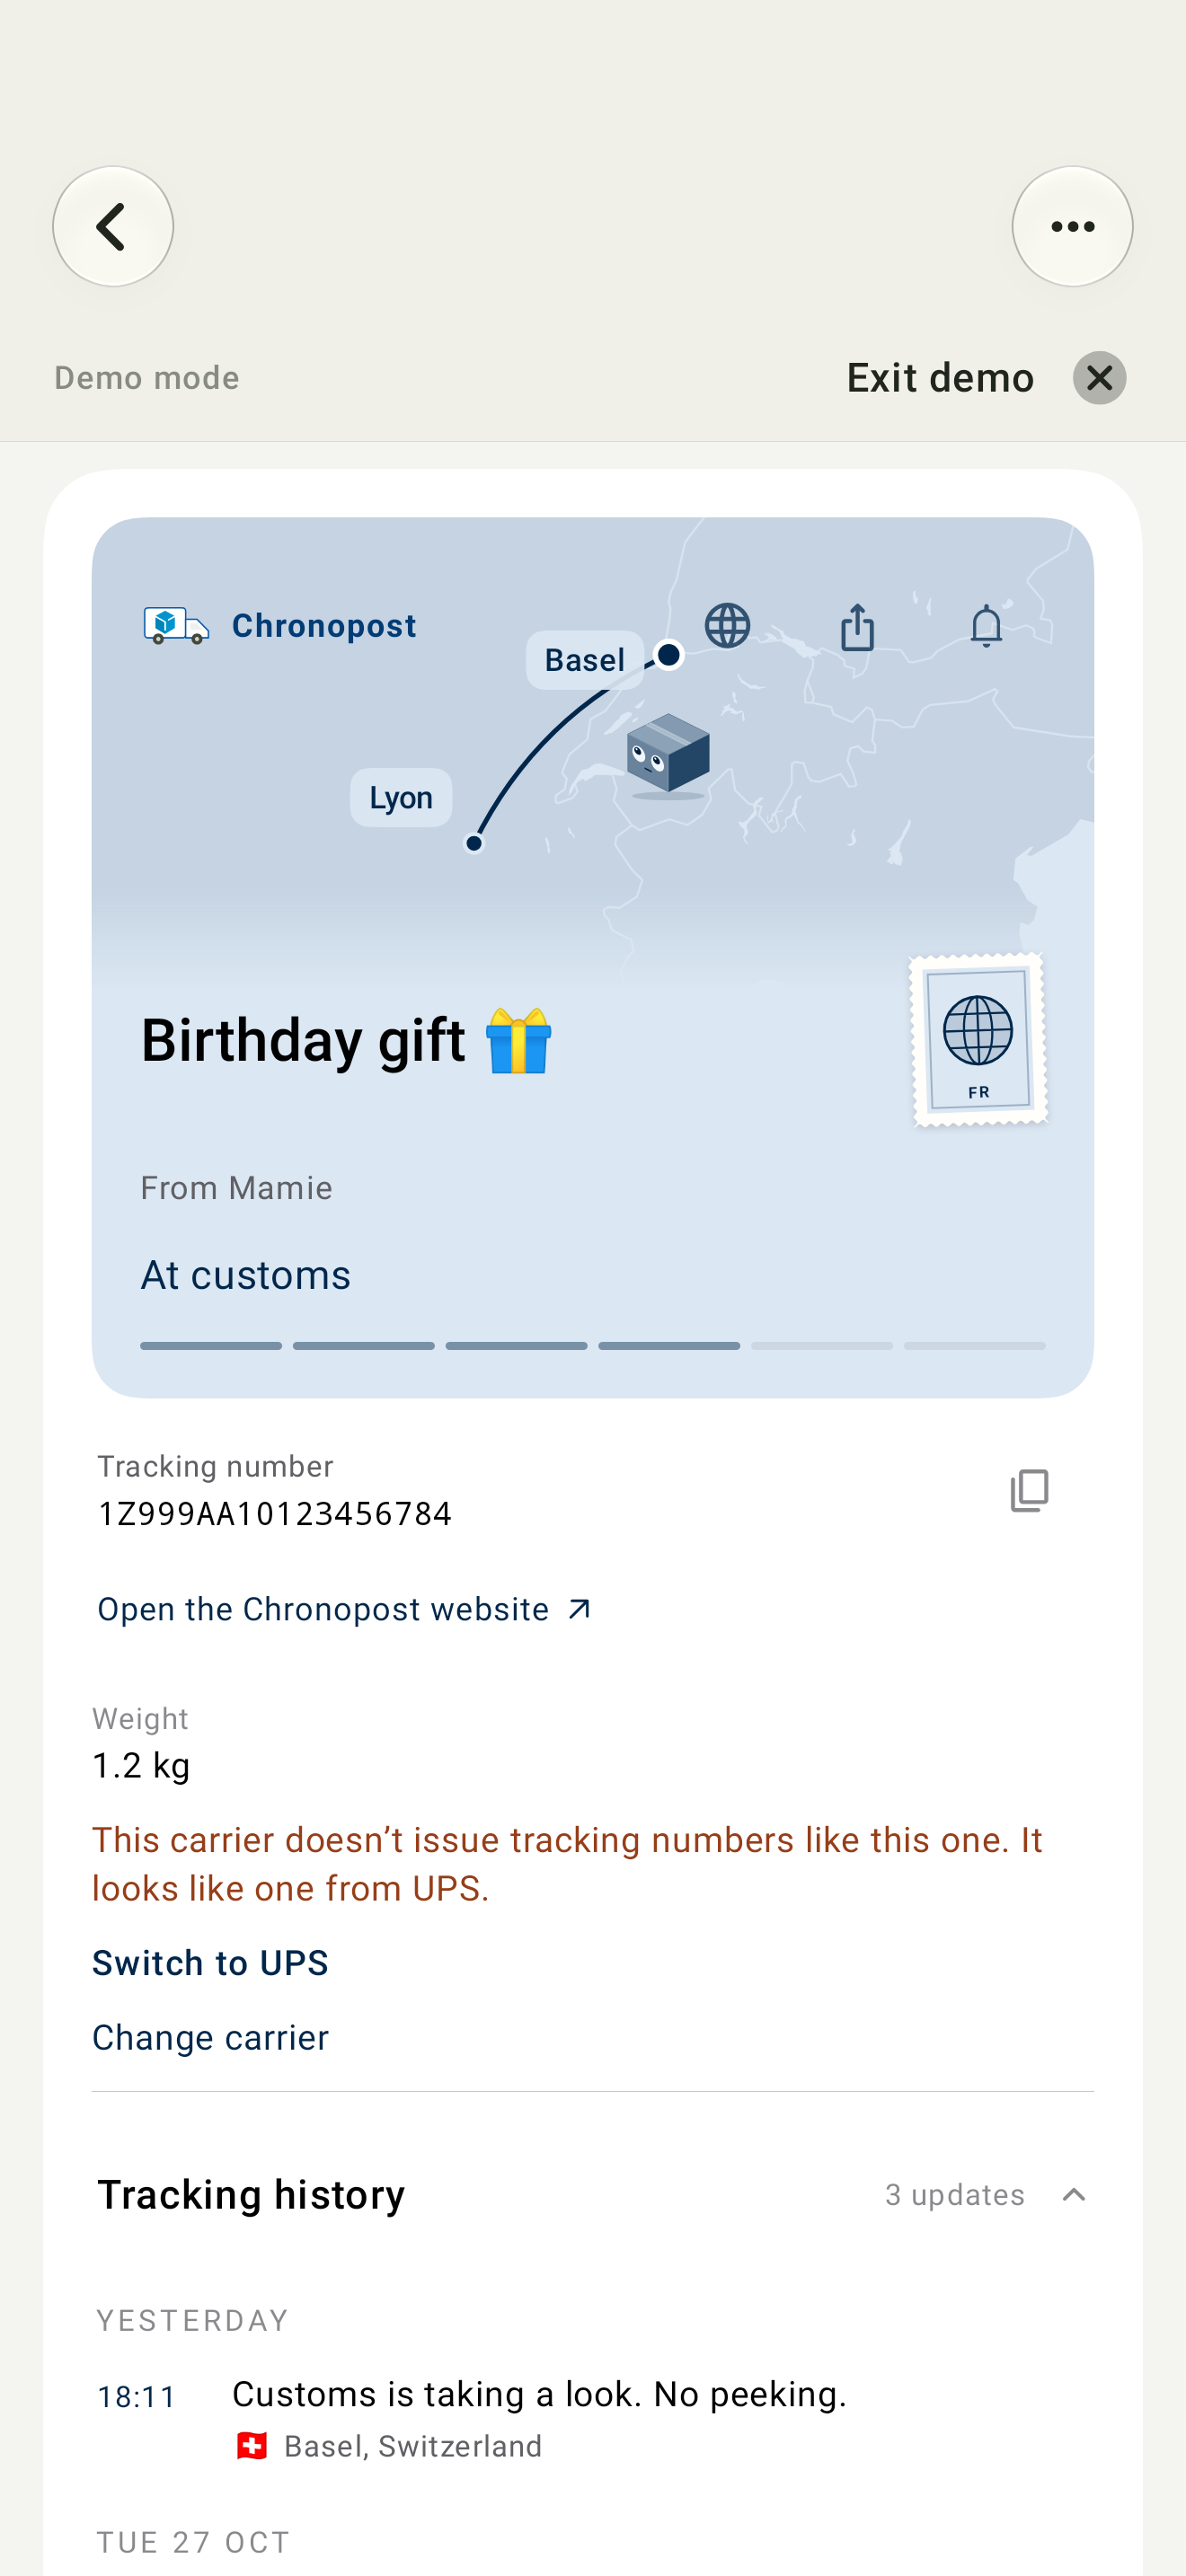 Demo mode
Exit demo
Chronopost
Basel
Lyon
Birthday gift 🎁
FR
From Mamie
At customs
Tracking number
1Z999AA10123456784
Open the Chronopost website ↗
Weight
1.2 kg
This carrier doesn’t issue tracking numbers like this one. It
looks like one from UPS.
Switch to UPS
Change carrier
Tracking history
3 updates
YESTERDAY
18:11 Customs is taking a look. No peeking.
🇨🇭 Basel, Switzerland
TUE 27 OCT